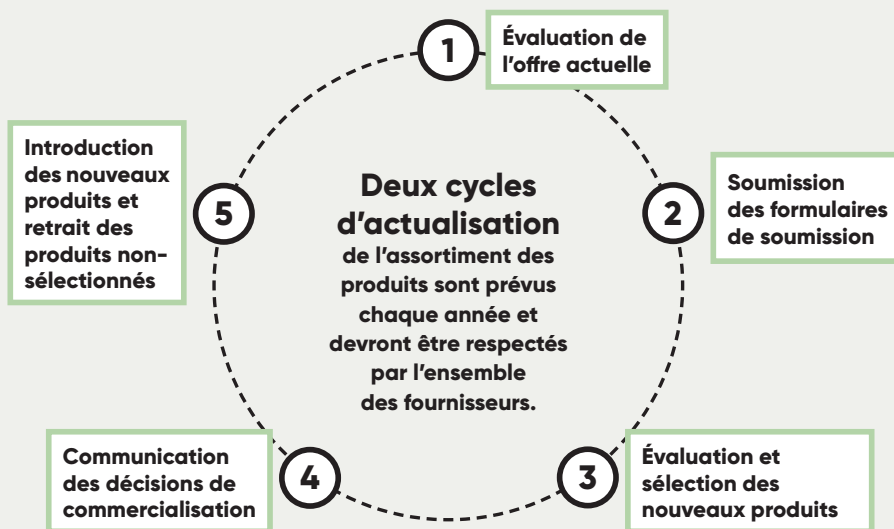 1
Évaluation de
l'offre actuelle
2
Soumission
des formulaires
de soumission
3
Évaluation et
sélection des
nouveaux produits
4
Communication
des décisions de
commercialisation
5
Introduction
des nouveaux
produits et
retrait des
produits non-
sélectionnés
Deux cycles
d'actualisation
de l'assortiment des
produits sont prévus
chaque année et
devront être respectés
par l'ensemble
des fournisseurs.